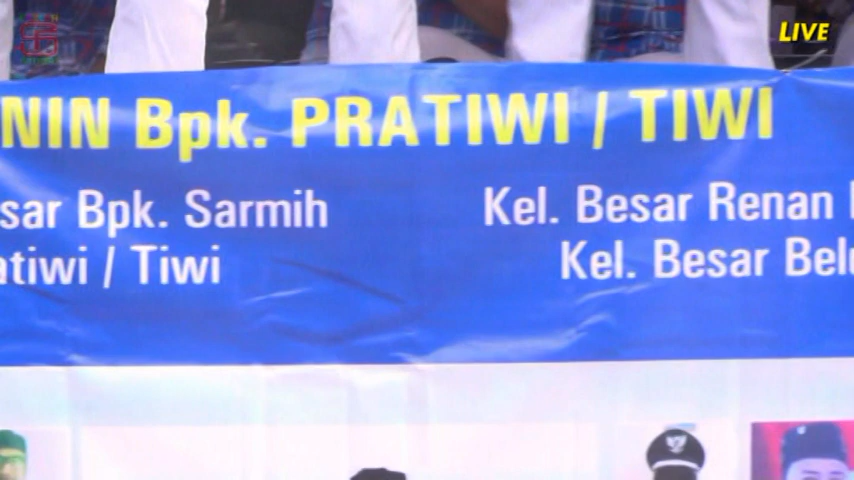 LIVE
NIN Bpk. PRATIWI / TIWI
sar Bpk. Sarmih
Kel. Besar Renan
atiwi / Tiwi
Kel. Besar Bel